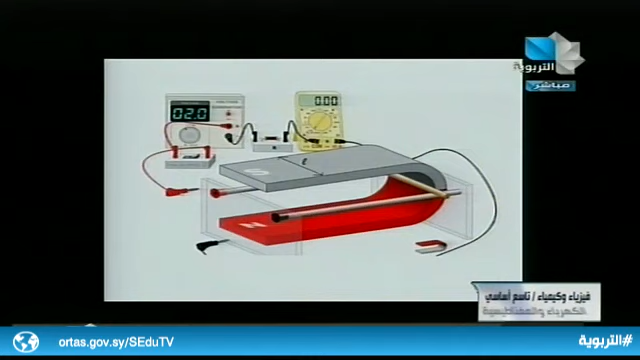 التربوية
مباشر
02.0
0.00
S
N
فيزياء وكيمياء / تاسع أساسي
الكهرباء والمغناطيسية
ortas.gov.sy/SEduTV
#التربوية